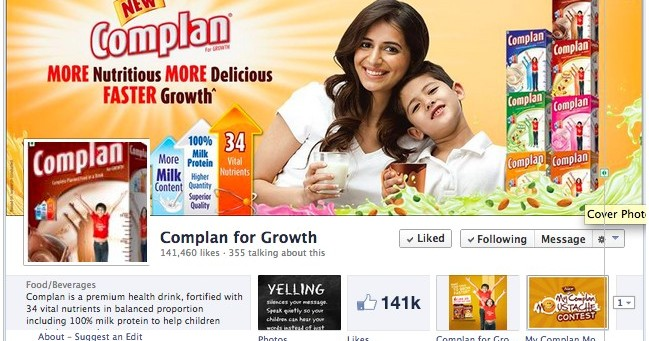 NEW
Complan
For GROWTH
MORE Nutritious MORE Delicious
FASTER Growth^
Complan
More
Milk
Content
100%
Milk
Protein
Higher
Quantity
Superior
Quality
34
Vital
Nutrients
Complan
Complan
Complan
Complan
Complan
Complan
Complan
Cover Phot
Complan for Growth
141,460 likes · 355 talking about this
Liked
Following
Message
Food/Beverages
Complan is a premium health drink, fortified with
34 vital nutrients in balanced proportion
including 100% milk protein to help children
About – Suggest an Edit
YELLING
silences your message.
Speak quietly so your
children can hear your
words instead of just
Photos
141k
Likes
Complan for Gro
My Complan
MOUSTACHE
CONTEST
My Complan Mo
1